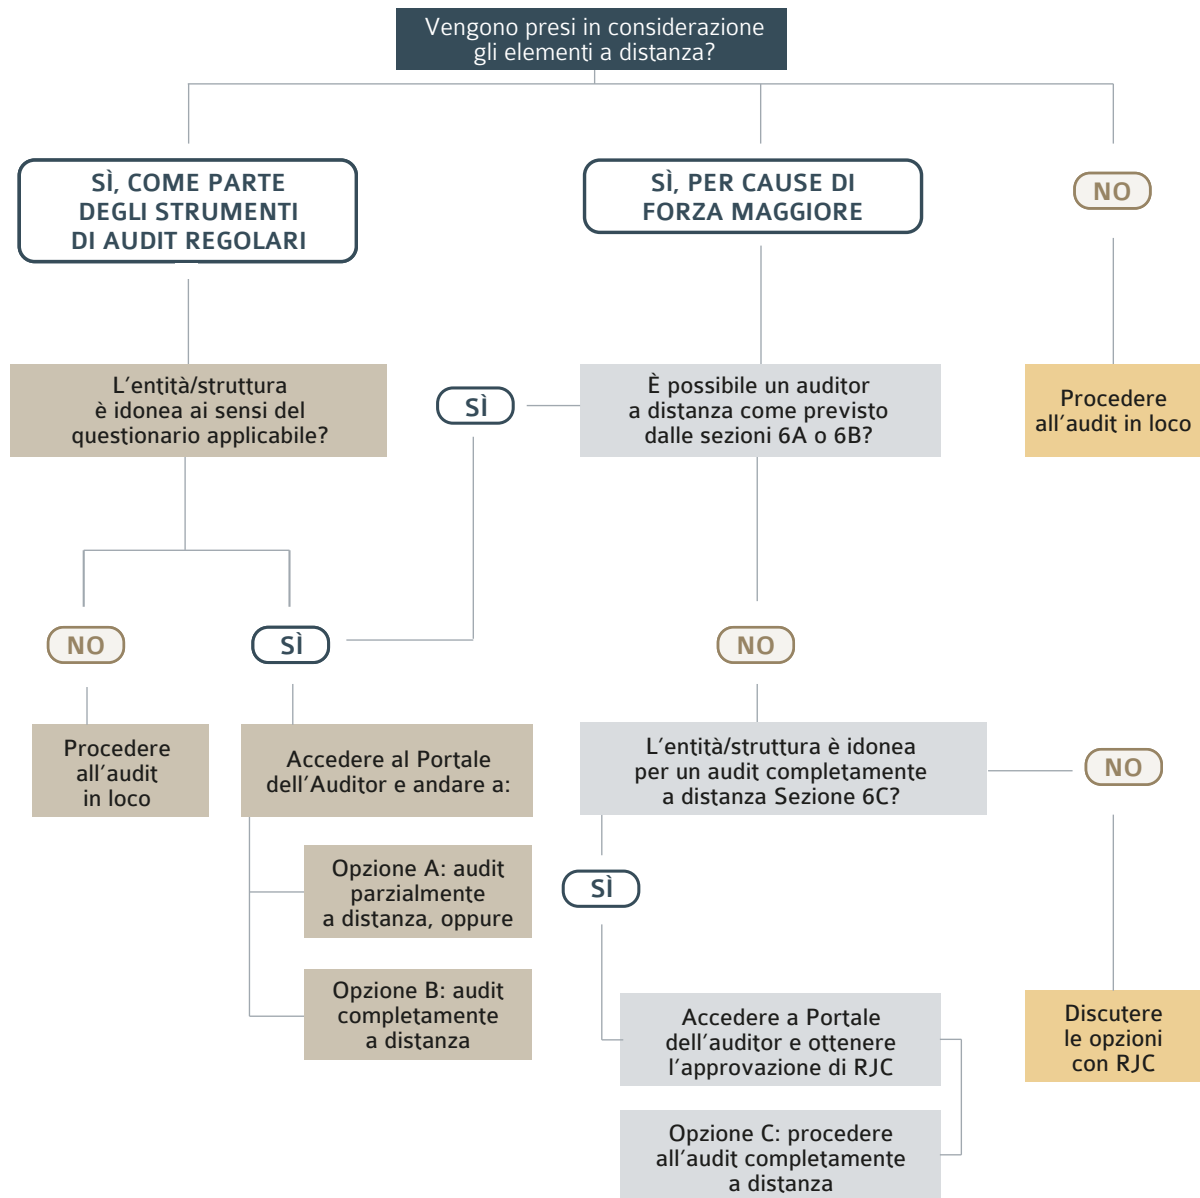 Vengono presi in considerazione
gli elementi a distanza?
SÌ, COME PARTE
DEGLI STRUMENTI
DI AUDIT REGOLARI
SÌ, PER CAUSE DI
FORZA MAGGIORE
NO
L'entità/struttura
è idonea ai sensi del
questionario applicabile?
SÌ
È possibile un auditor
a distanza come previsto
dalle sezioni 6A o 6B?
Procedere
all'audit in loco
NO
SÌ
NO
Procedere
all'audit
in loco
Accedere al Portale
dell'Auditor e andare a:
L'entità/struttura è idonea
per un audit completamente
a distanza Sezione 6C?
NO
Opzione A: audit
parzialmente
a distanza, oppure
SÌ
Opzione B: audit
completamente
a distanza
Accedere a Portale
dell'auditor e ottenere
l'approvazione di RJC
Discutere
le opzioni
con RJC
Opzione C: procedere
all'audit completamente
a distanza